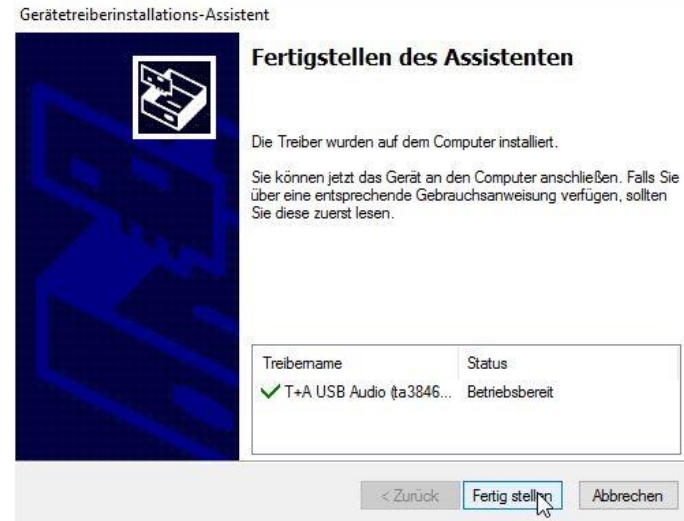 Gerätetreiberinstallations-Assistent
Fertigstellen des Assistenten
Die Treiber wurden auf dem Computer installiert.
Sie können jetzt das Gerät an den Computer anschließen. Falls Sie
über eine entsprechende Gebrauchsanweisung verfügen, sollten
Sie diese zuerst lesen.
Treibername Status
T+A USB Audio (ta3846... Betriebsbereit
< Zurück Fertig stellen Abbrechen